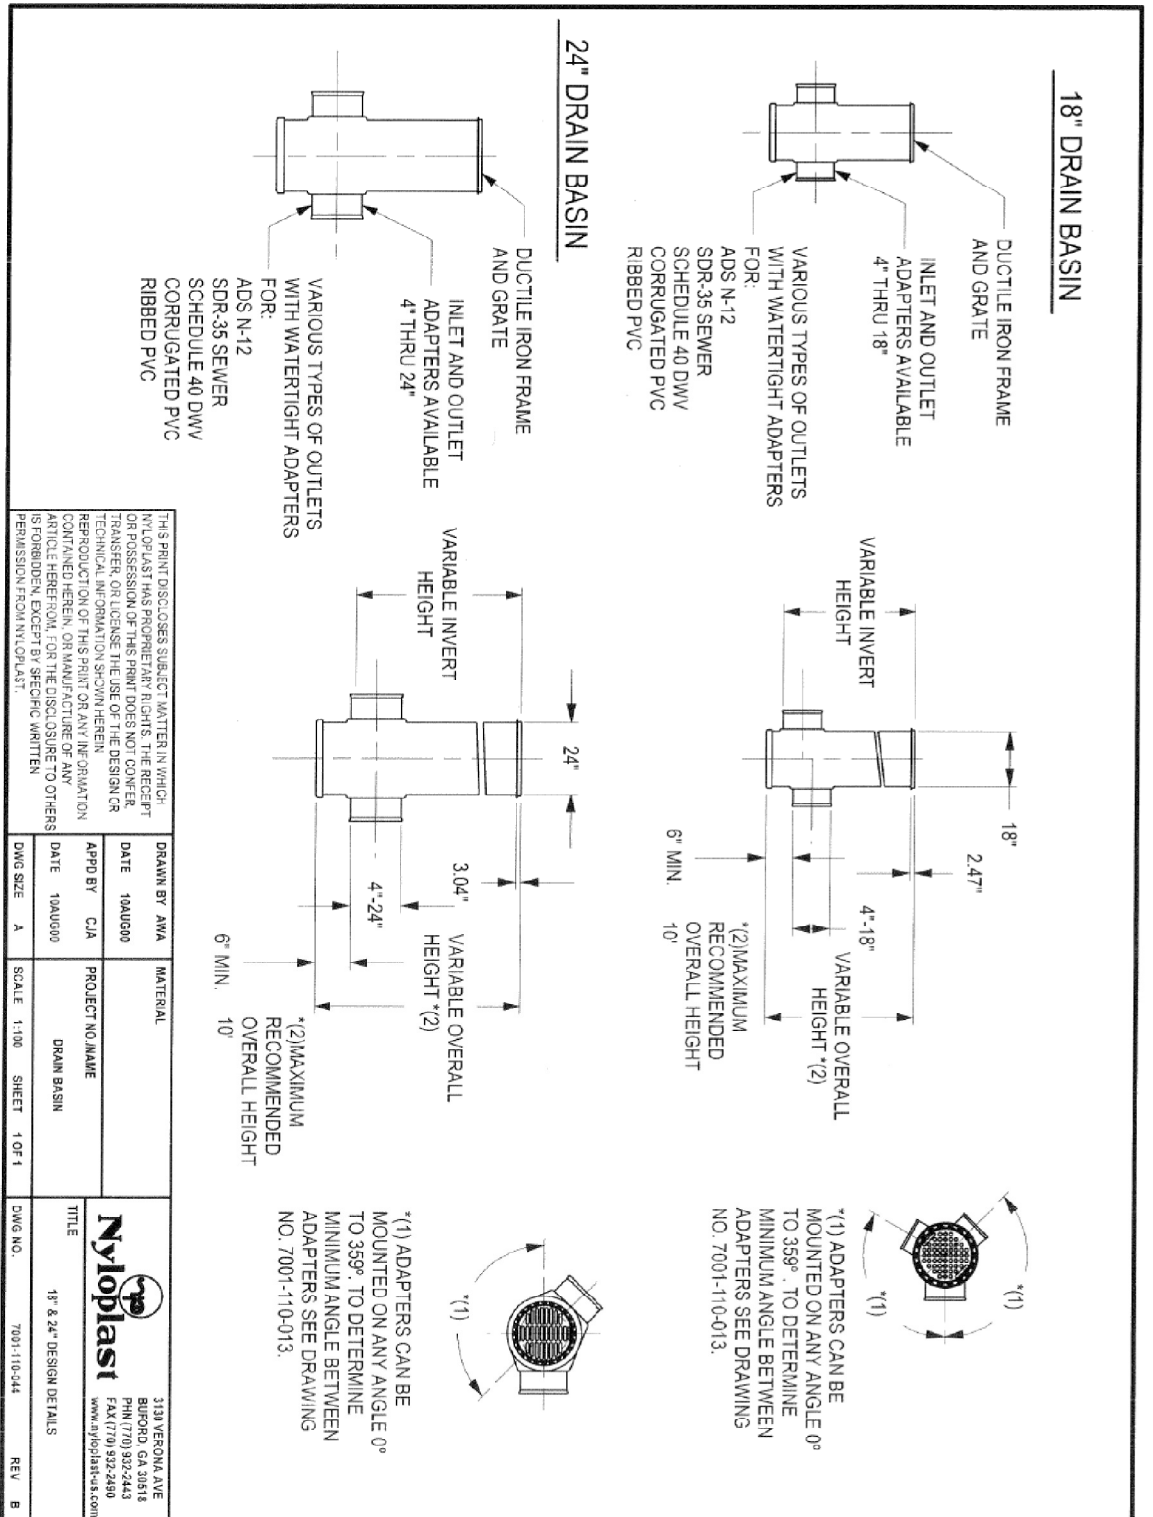 18" DRAIN BASIN
DUCTILE IRON FRAME
AND GRATE
INLET AND OUTLET
ADAPTERS AVAILABLE
4" THRU 18"
VARIOUS TYPES OF OUTLETS
WITH WATERTIGHT ADAPTERS
FOR:
ADS N-12
SDR-35 SEWER
SCHEDULE 40 DWV
CORRUGATED PVC
RIBBED PVC
VARIABLE INVERT
HEIGHT
18"
2.47"
4"-18"
VARIABLE OVERALL
HEIGHT *(2)
6" MIN.
*(2)MAXIMUM
RECOMMENDED
OVERALL HEIGHT
10'
*(1)
*(1)
*(1) ADAPTERS CAN BE
MOUNTED ON ANY ANGLE 0°
TO 359°. TO DETERMINE
MINIMUM ANGLE BETWEEN
ADAPTERS SEE DRAWING
NO. 7001-110-013.
24" DRAIN BASIN
DUCTILE IRON FRAME
AND GRATE
INLET AND OUTLET
ADAPTERS AVAILABLE
4" THRU 24"
VARIOUS TYPES OF OUTLETS
WITH WATERTIGHT ADAPTERS
FOR:
ADS N-12
SDR-35 SEWER
SCHEDULE 40 DWV
CORRUGATED PVC
RIBBED PVC
VARIABLE INVERT
HEIGHT
24"
3.04"
4"-24"
VARIABLE OVERALL
HEIGHT *(2)
6" MIN.
*(2)MAXIMUM
RECOMMENDED
OVERALL HEIGHT
10'
*(1)
*(1) ADAPTERS CAN BE
MOUNTED ON ANY ANGLE 0°
TO 359°. TO DETERMINE
MINIMUM ANGLE BETWEEN
ADAPTERS SEE DRAWING
NO. 7001-110-013.
THIS PRINT DISCLOSES SUBJECT MATTER IN WHICH
NYLOPLAST HAS PROPRIETARY RIGHTS. THE RECEIPT
OR POSSESSION OF THIS PRINT DOES NOT CONFER,
TRANSFER, OR LICENSE THE USE OF THE DESIGN OR
TECHNICAL INFORMATION SHOWN HEREIN
REPRODUCTION OF THIS PRINT OR ANY INFORMATION
CONTAINED HEREIN, OR MANUFACTURE OF ANY
ARTICLE HEREFROM, FOR THE DISCLOSURE TO OTHERS
IS FORBIDDEN, EXCEPT BY SPECIFIC WRITTEN
PERMISSION FROM NYLOPLAST.
DRAWN BY AWA
DATE 10AUG00
APPD BY CJA
DATE 10AUG00
DWG SIZE A
MATERIAL
PROJECT NO./NAME
DRAIN BASIN
SCALE 1:100 SHEET 1 OF 1
Nyloplast
3130 VERONA AVE
BUFORD, GA 30518
PHN (770) 932-2443
FAX (770) 932-2490
www.nyloplast-us.com
TITLE
18" & 24" DESIGN DETAILS
DWG NO. 7001-110-044 REV B